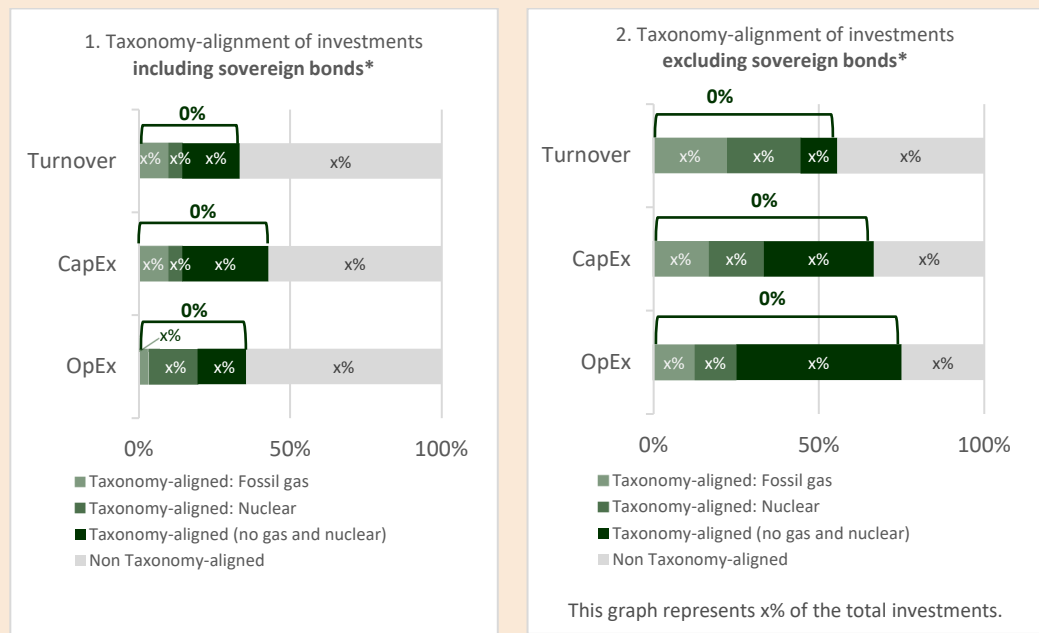 1. Taxonomy-alignment of investments
including sovereign bonds*
0%
Turnover
x% x% x% x%
0%
CapEx
x% x% x% x%
0%
x%
OpEx
x% x% x%
0% 50% 100%
Taxonomy-aligned: Fossil gas
Taxonomy-aligned: Nuclear
Taxonomy-aligned (no gas and nuclear)
Non Taxonomy-aligned
2. Taxonomy-alignment of investments
excluding sovereign bonds*
0%
Turnover
x% x% x% x%
0%
CapEx
x% x% x% x%
0%
OpEx
x% x% x% x%
0% 50% 100%
Taxonomy-aligned: Fossil gas
Taxonomy-aligned: Nuclear
Taxonomy-aligned (no gas and nuclear)
Non Taxonomy-aligned
This graph represents x% of the total investments.